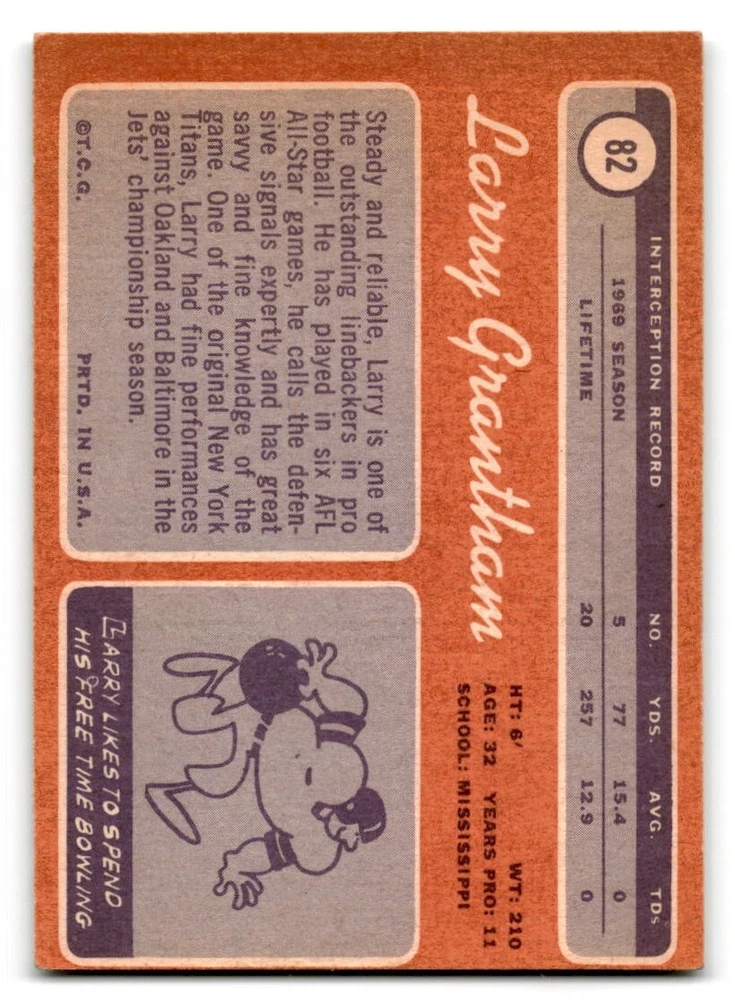 82
INTERCEPTION RECORD NO. YDS. AVG. TDs
1969 SEASON 5 77 15.4 0
LIFETIME 20 257 12.9 0
Larry Grantham
HT: 6' WT: 210
AGE: 32 YEARS PRO: 11
SCHOOL: MISSISSIPPI
Steady and reliable, Larry is one of
the outstanding linebackers in pro
football. He has played in six AFL
All-Star games, he calls the defen-
sive signals expertly and has great
savvy and fine knowledge of the
game. One of the original New York
Titans, Larry had fine performances
against Oakland and Baltimore in the
Jets' championship season.
©T.C.G. PRTD. IN U.S.A.
LARRY LIKES TO SPEND
HIS FREE TIME BOWLING